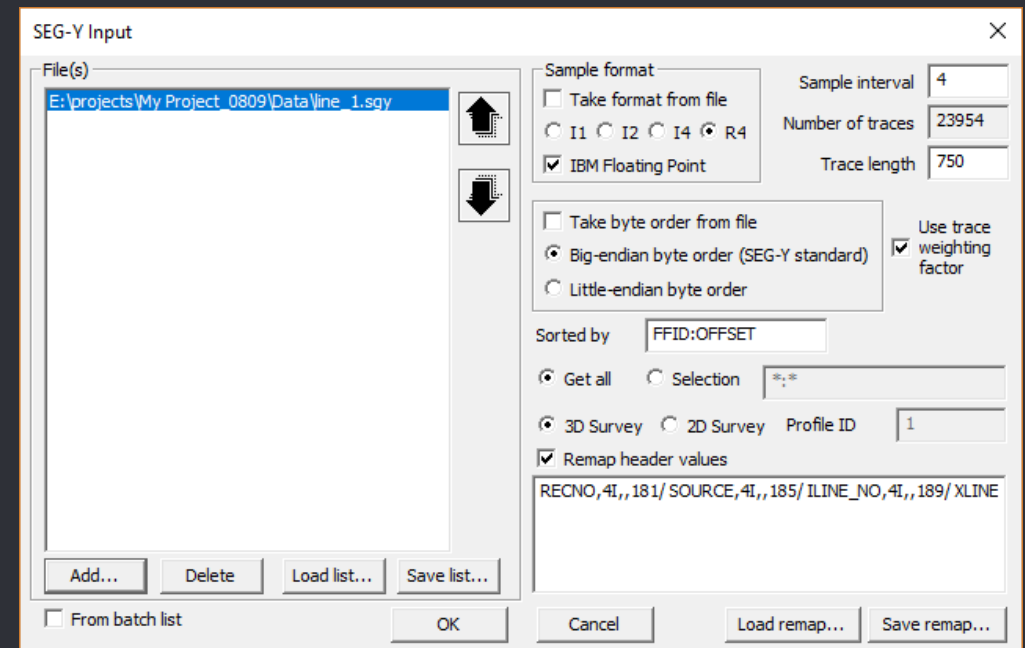 SEG-Y Input
File(s)
E:\projects\My Project_0809\Data\line_1.sgy
Add...
Delete
Load list...
Save list...
From batch list
OK
Sample format
Take format from file
I1 I2 I4 R4
IBM Floating Point
Sample interval 4
Number of traces 23954
Trace length 750
Take byte order from file
Big-endian byte order (SEG-Y standard)
Little-endian byte order
Use trace
weighting
factor
Sorted by FFID:OFFSET
Get all Selection *:*
3D Survey 2D Survey Profile ID 1
Remap header values
RECNO,4I,,181/ SOURCE,4I,,185/ ILINE_NO,4I,,189/ XLINE
Cancel
Load remap...
Save remap...